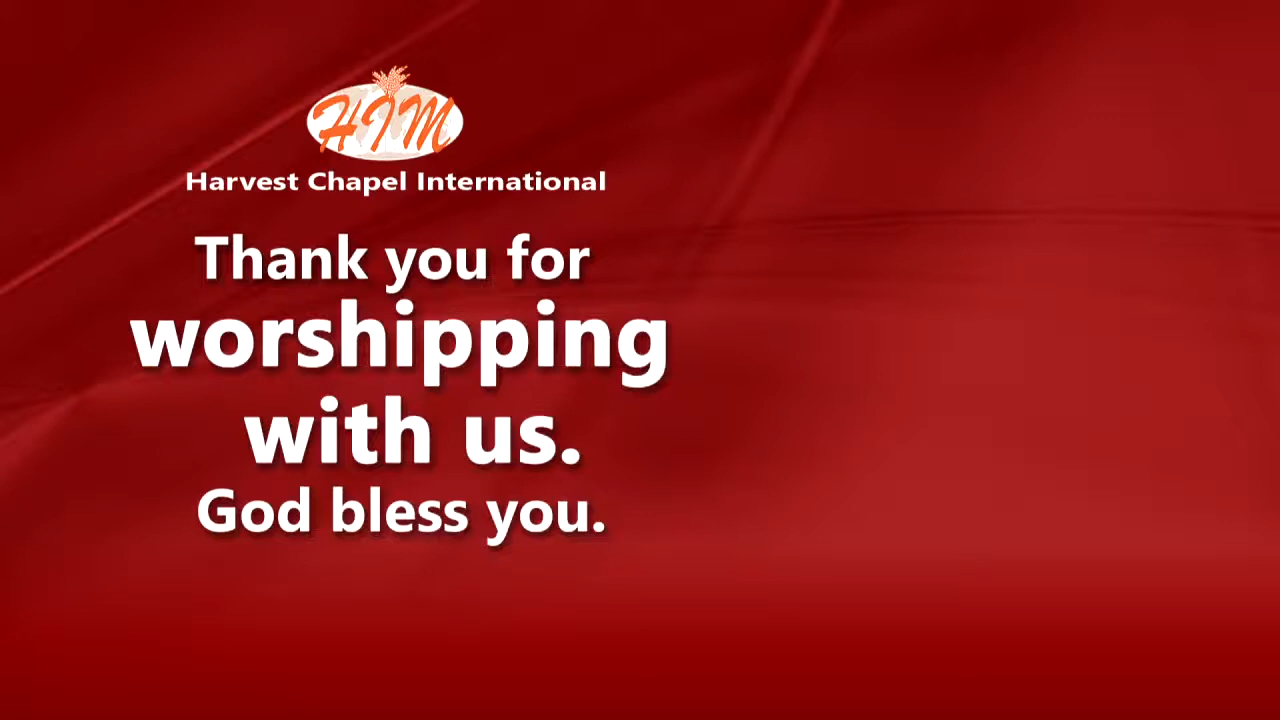 HIM
Harvest Chapel International
Thank you for
worshipping
with us.
God bless you.